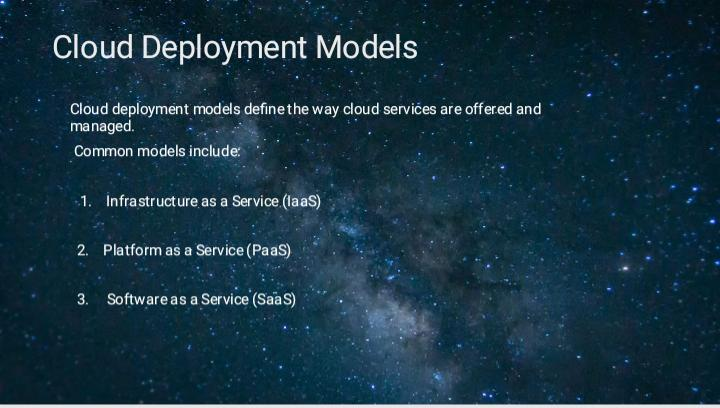 Cloud Deployment Models
Cloud deployment models define the way cloud services are offered and
managed.
Common models include:
1. Infrastructure as a Service (IaaS)
2. Platform as a Service (PaaS)
3. Software as a Service (SaaS)